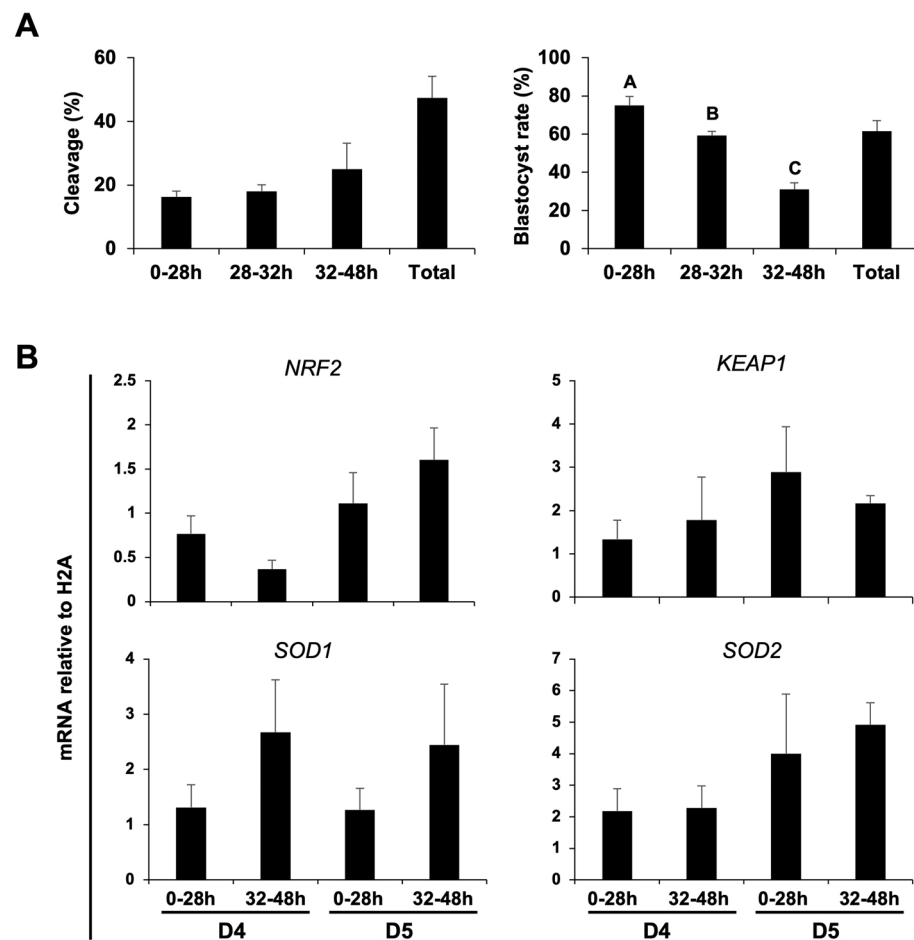 A
Cleavage (%)
60
40
20
0
0-28h 28-32h 32-48h Total
Blastocyst rate (%)
100
80
60
40
20
0
A
B
C
0-28h 28-32h 32-48h Total
B
mRNA relative to H2A
NRF2
2.5
2
1.5
1
0.5
0
KEAP1
5
4
3
2
1
0
SOD1
4
3
2
1
0
0-28h 32-48h 0-28h 32-48h
D4 D5
SOD2
7
6
5
4
3
2
1
0
0-28h 32-48h 0-28h 32-48h
D4 D5